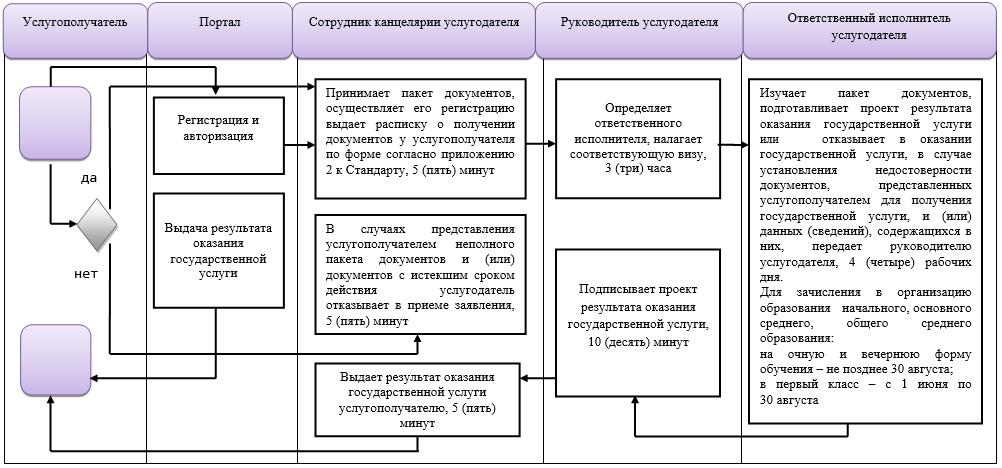 Услугополучатель
Портал
Сотрудник канцелярии услугодателя
Руководитель услугодателя
Ответственный исполнитель
услугодателя
Регистрация и
авторизация
Принимает пакет документов,
осуществляет его регистрацию
выдает расписку о получении
документов у услугополучателя
по форме согласно приложению
2 к Стандарту, 5 (пять) минут
Определяет
ответственного
исполнителя, налагает
соответствующую визу,
3 (три) часа
Изучает пакет документов,
подготавливает проект результата
оказания государственной услуги
или отказывает в оказании
государственной услуги, в случае
установления недостоверности
документов, представленных
услугополучателем для получения
государственной услуги, и (или)
данных (сведений), содержащихся в
них, передает руководителю
услугодателя, 4 (четыре) рабочих
дня.
Для зачисления в организацию
образования начального, основного
среднего, общего среднего
образования:
на очную и вечернюю форму
обучения – не позднее 30 августа;
в первый класс – с 1 июня по
30 августа
да
нет
Выдача результата
оказания
государственной
услуги
В случаях представления
услугополучателем неполного
пакета документов и (или)
документов с истекшим сроком
действия услугодатель
отказывает в приеме заявления,
5 (пять) минут
Подписывает проект
результата оказания
государственной услуги,
10 (десять) минут
Выдает результат оказания
государственной услуги
услугополучателю, 5 (пять)
минут